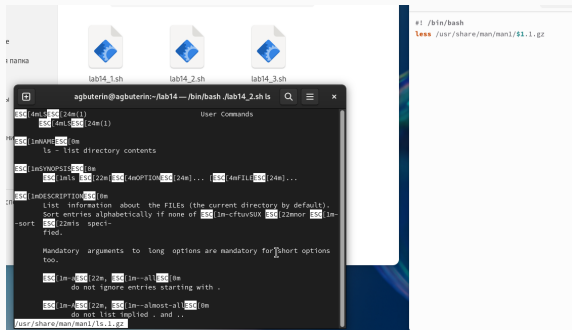 е
я папка
ы
lab14_1.sh
lab14_2.sh
lab14_3.sh
agbuterin@agbuterin:~/lab14 — /bin/bash ./lab14_2.sh ls
ESC[4mLSESC[24m(1) User Commands
ESC[4mLSESC[24m(1)
ESC[1mNAMEESC[0m
ls - list directory contents
ESC[1mSYNOPSISESC[0m
ESC[1mls ESC[22m[ESC[4mOPTIONESC[24m]... [ESC[4mFILEESC[24m]...
ESC[1mDESCRIPTIONESC[0m
List information about the FILEs (the current directory by default).
Sort entries alphabetically if none of ESC[1m-cftuvSUX ESC[22mnor ESC[1m-
-sort ESC[22mis speci-
fied.
Mandatory arguments to long options are mandatory for short options
too.
ESC[1m-aESC[22m, ESC[1m--allESC[0m
do not ignore entries starting with .
ESC[1m-AESC[22m, ESC[1m--almost-allESC[0m
do not list implied . and ..
/usr/share/man/man1/ls.1.gz
#! /bin/bash
less /usr/share/man/man1/$1.1.gz